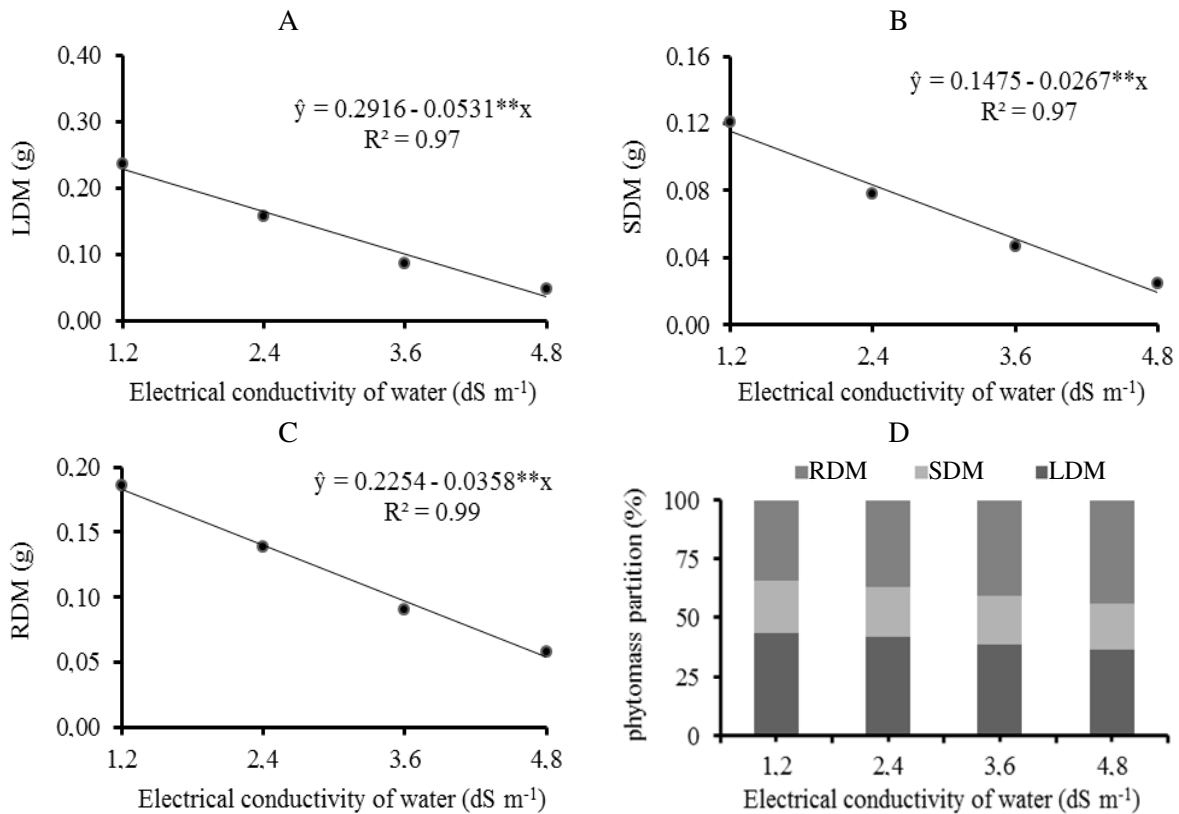 A
LDM (g)
0,40
0,30
0,20
0,10
0,00
ŷ = 0.2916 - 0.0531**x
R² = 0.97
1,2 2,4 3,6 4,8
Electrical conductivity of water (dS m⁻¹)
B
SDM (g)
0,16
0,12
0,08
0,04
0,00
ŷ = 0.1475 - 0.0267**x
R² = 0.97
1,2 2,4 3,6 4,8
Electrical conductivity of water (dS m⁻¹)
C
RDM (g)
0,20
0,15
0,10
0,05
0,00
ŷ = 0.2254 - 0.0358**x
R² = 0.99
1,2 2,4 3,6 4,8
Electrical conductivity of water (dS m⁻¹)
D
RDM SDM LDM
phytomass partition (%)
100
75
50
25
0
1,2 2,4 3,6 4,8
Electrical conductivity of water (dS m⁻¹)